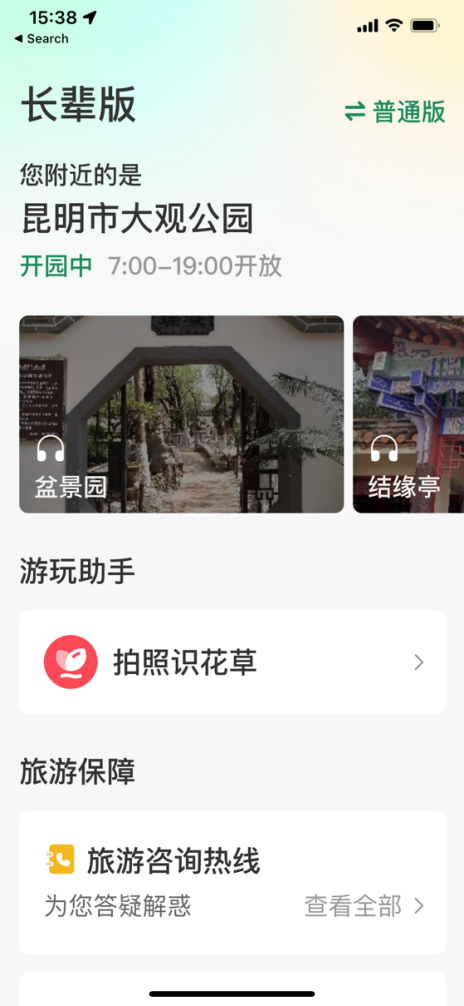 15:38
Search
长辈版
普通版
您附近的是
昆明市大观公园
开园中 7:00–19:00开放
盆景园
结缘亭
游玩助手
拍照识花草
旅游保障
旅游咨询热线
为您答疑解惑
查看全部